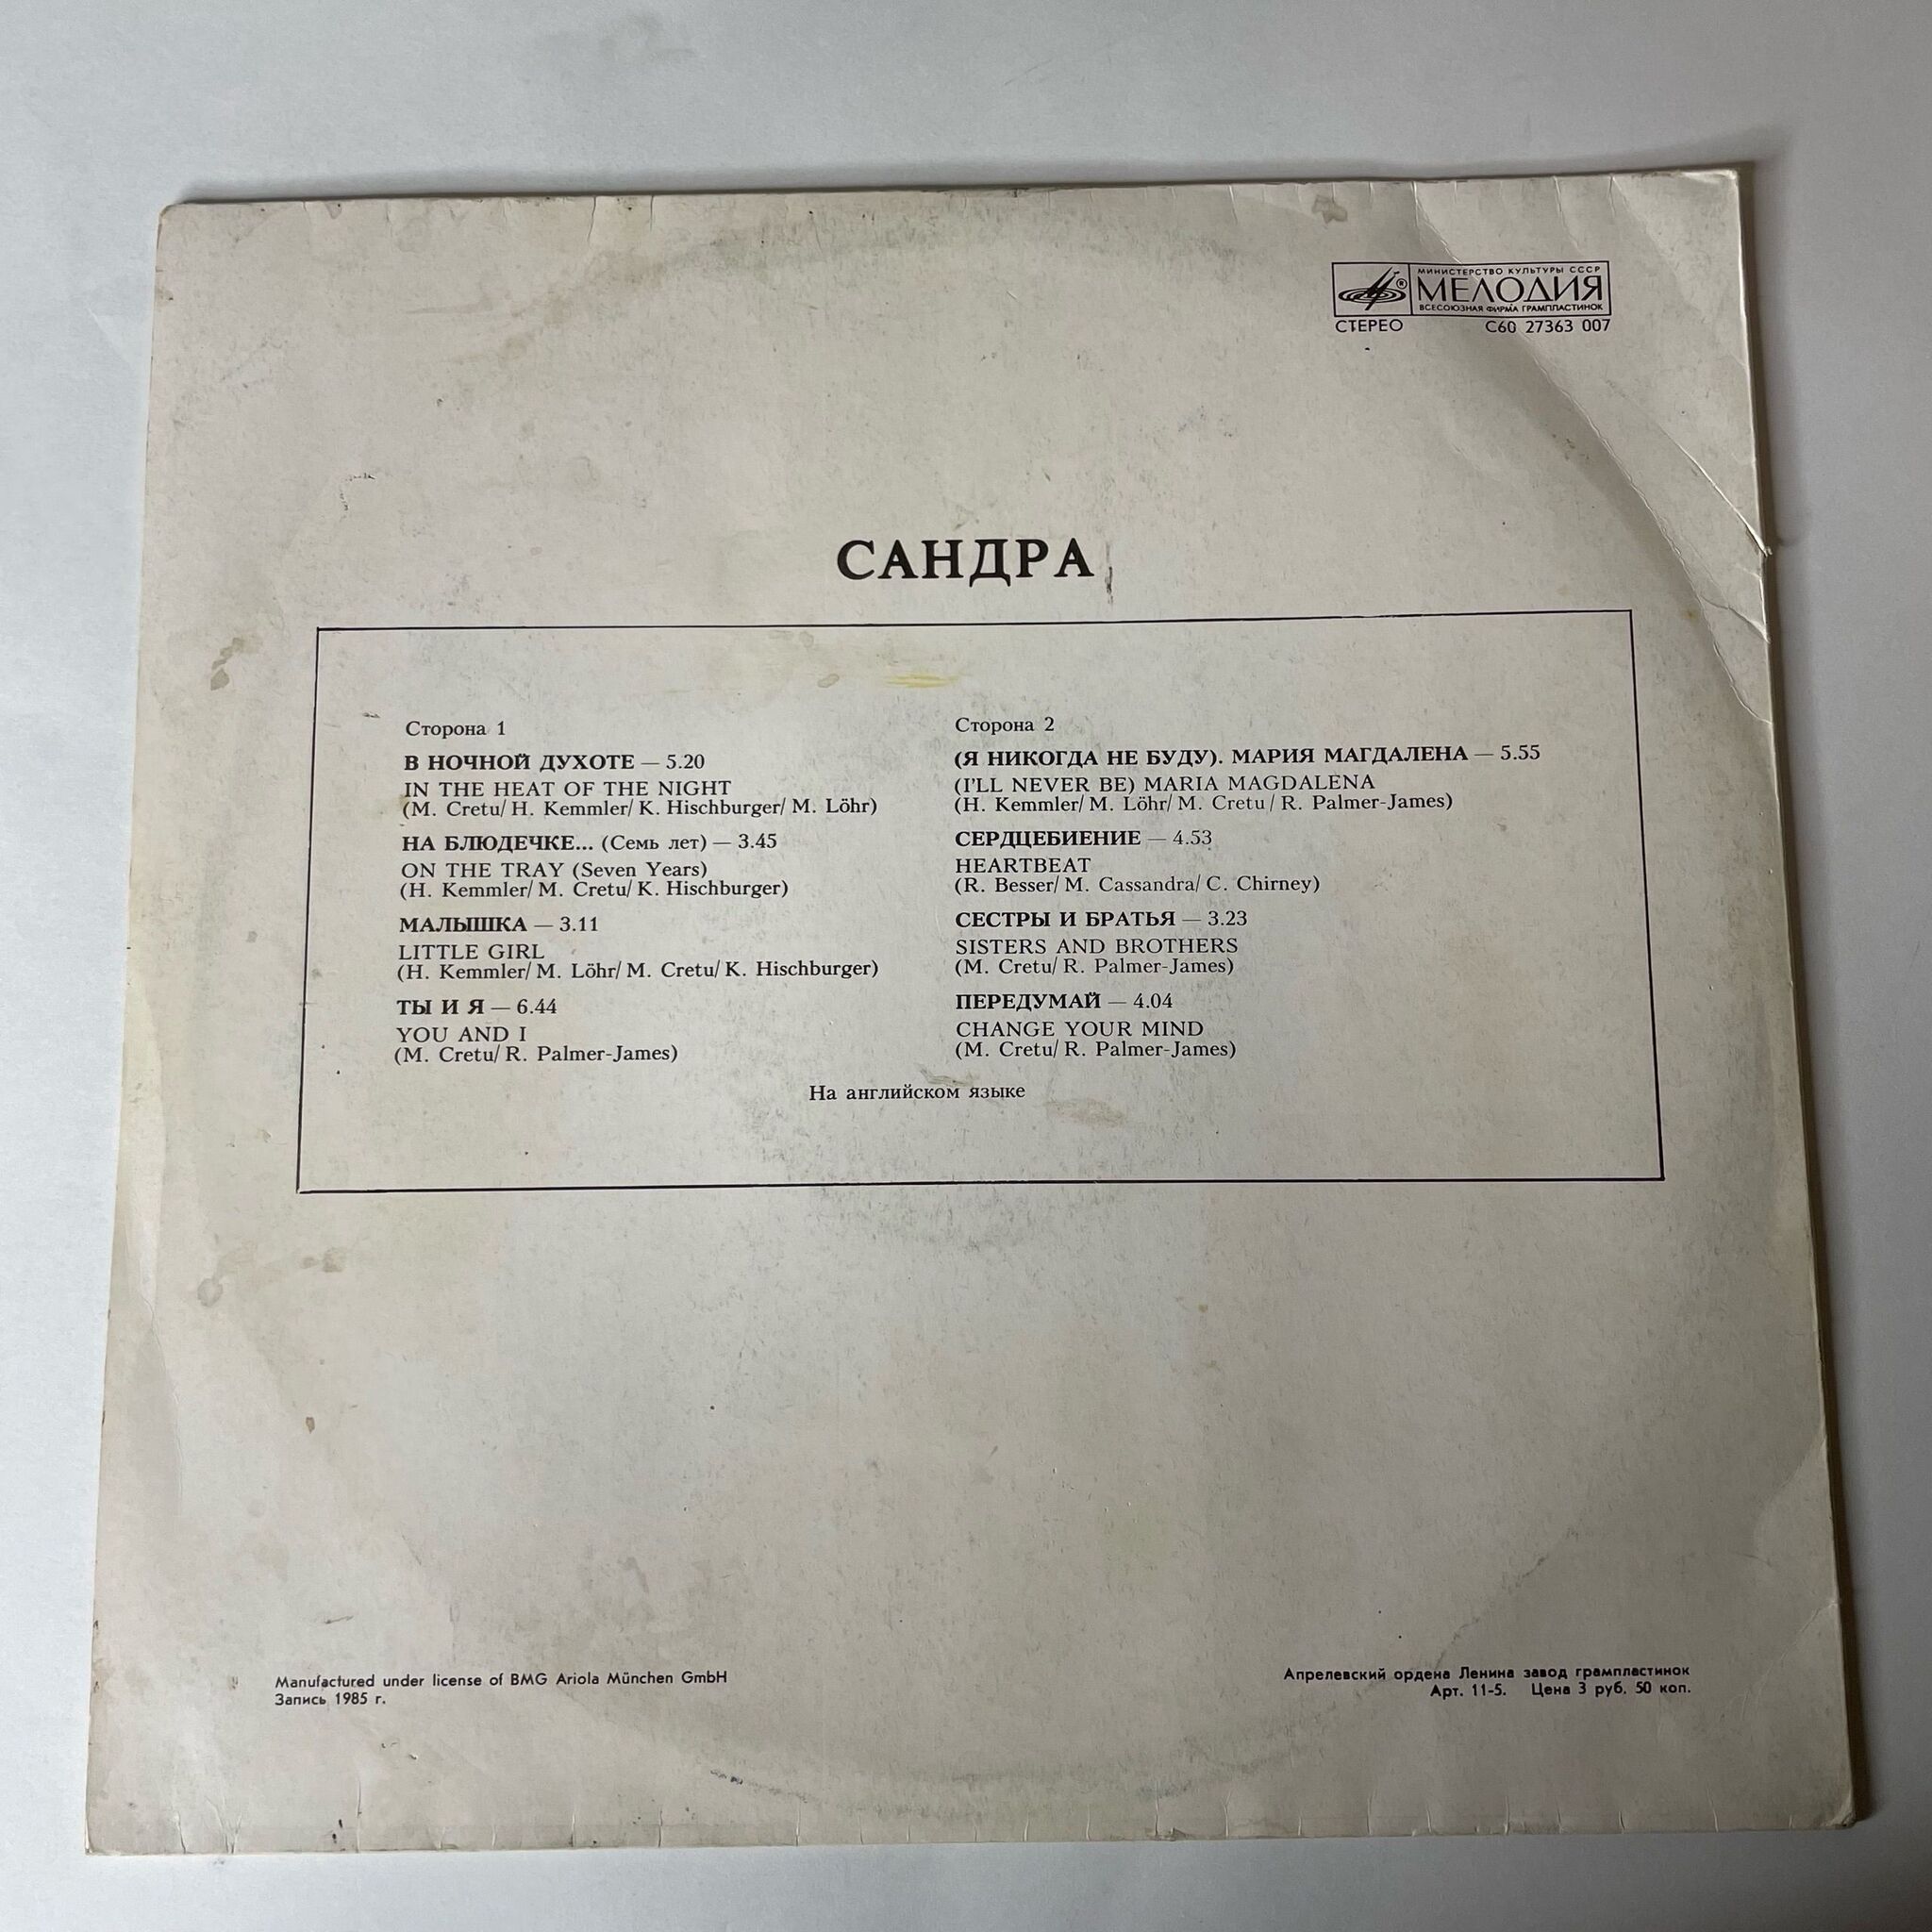 МИНИСТЕРСТВО КУЛЬТУРЫ СССР
МЕЛОДИЯ
ВСЕСОЮЗНАЯ ФИРМА ГРАМПЛАСТИНОК
СТЕРЕО С60 27363 007
САНДРА
Сторона 1
В НОЧНОЙ ДУХОТЕ — 5.20
IN THE HEAT OF THE NIGHT
(M. Cretu/ H. Kemmler/ K. Hischburger/ M. Löhr)
НА БЛЮДЕЧКЕ... (Семь лет) — 3.45
ON THE TRAY (Seven Years)
(H. Kemmler/ M. Cretu/ K. Hischburger)
МАЛЫШКА — 3.11
LITTLE GIRL
(H. Kemmler/ M. Löhr/ M. Cretu/ K. Hischburger)
ТЫ И Я — 6.44
YOU AND I
(M. Cretu/ R. Palmer-James)
Сторона 2
(Я НИКОГДА НЕ БУДУ). МАРИЯ МАГДАЛЕНА — 5.55
(I'LL NEVER BE) MARIA MAGDALENA
(H. Kemmler/ M. Löhr/ M. Cretu / R. Palmer-James)
СЕРДЦЕБИЕНИЕ — 4.53
HEARTBEAT
(R. Besser/ M. Cassandra/ C. Chirney)
СЕСТРЫ И БРАТЬЯ — 3.23
SISTERS AND BROTHERS
(M. Cretu/ R. Palmer-James)
ПЕРЕДУМАЙ — 4.04
CHANGE YOUR MIND
(M. Cretu/ R. Palmer-James)
На английском языке
Manufactured under license of BMG Ariola München GmbH
Запись 1985 г.
Апрелевский ордена Ленина завод грампластинок
Арт. 11-5. Цена 3 руб. 50 коп.